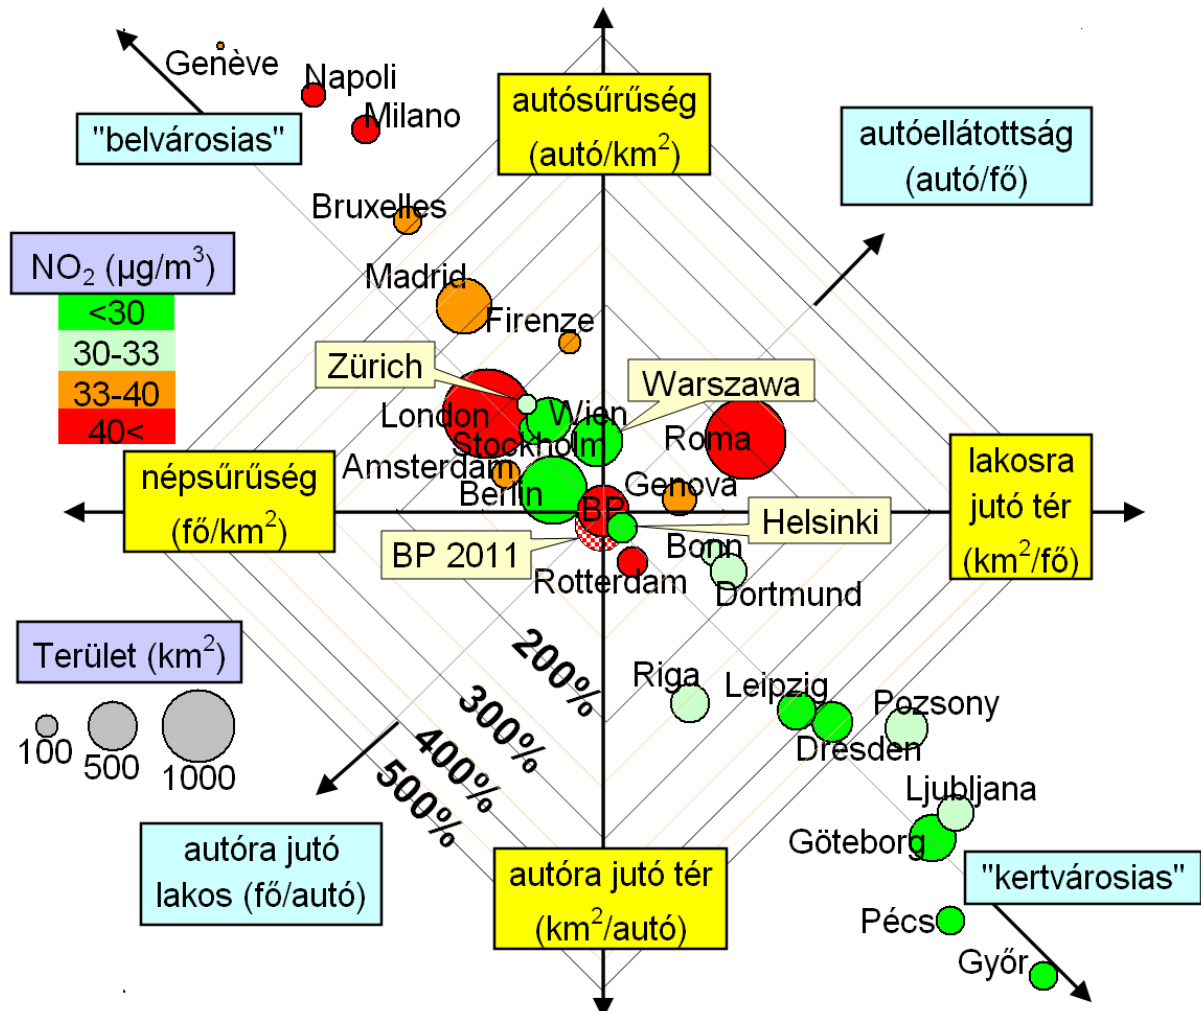 Genève
Napoli
Milano
"belvárosias"
autósűrűség
(autó/km²)
autóellátottság
(autó/fő)
Bruxelles
NO₂ (µg/m³)
<30
30-33
33-40
40<
Madrid
Firenze
Zürich
Warszawa
London
Wien
Stockholm
Roma
Amsterdam
Berlin
népsűrűség
(fő/km²)
BP
Genova
lakosra
jutó tér
(km²/fő)
Helsinki
BP 2011
Bonn
Rotterdam
Dortmund
Terület (km²)
100
500
1000
200%
300%
400%
500%
Riga
Leipzig
Pozsony
Dresden
Ljubljana
Göteborg
autóra jutó
lakos (fő/autó)
autóra jutó tér
(km²/autó)
"kertvárosias"
Pécs
Győr